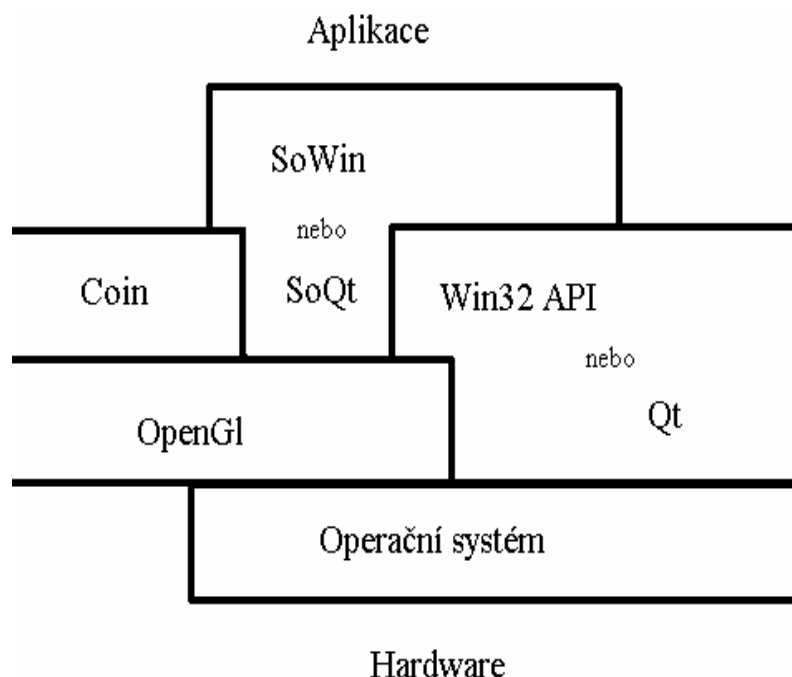 Aplikace
SoWin
nebo
Coin
SoQt
Win32 API
nebo
Qt
OpenGl
Operační systém
Hardware